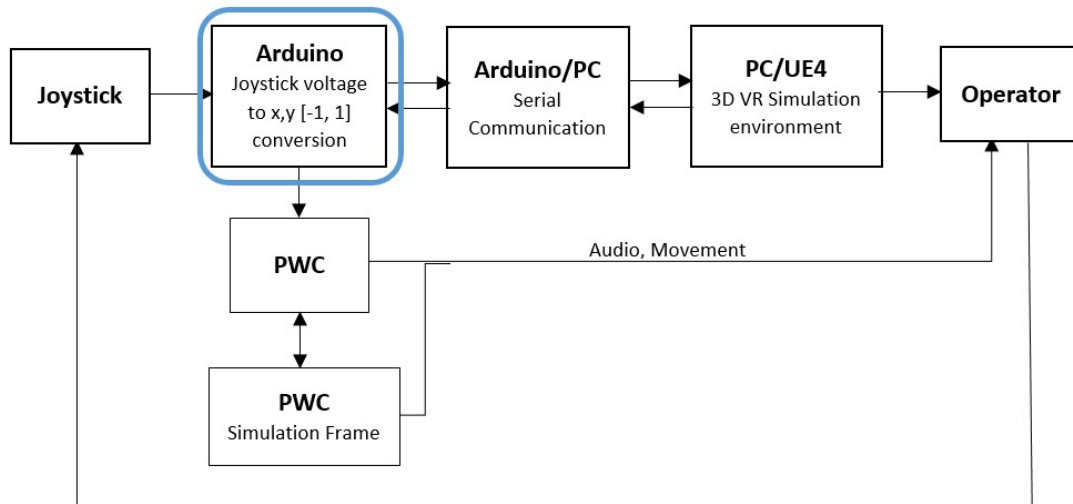 Joystick
Arduino
Joystick voltage
to x,y [-1, 1]
conversion
Arduino/PC
Serial
Communication
PC/UE4
3D VR Simulation
environment
Operator
PWC
Audio, Movement
PWC
Simulation Frame